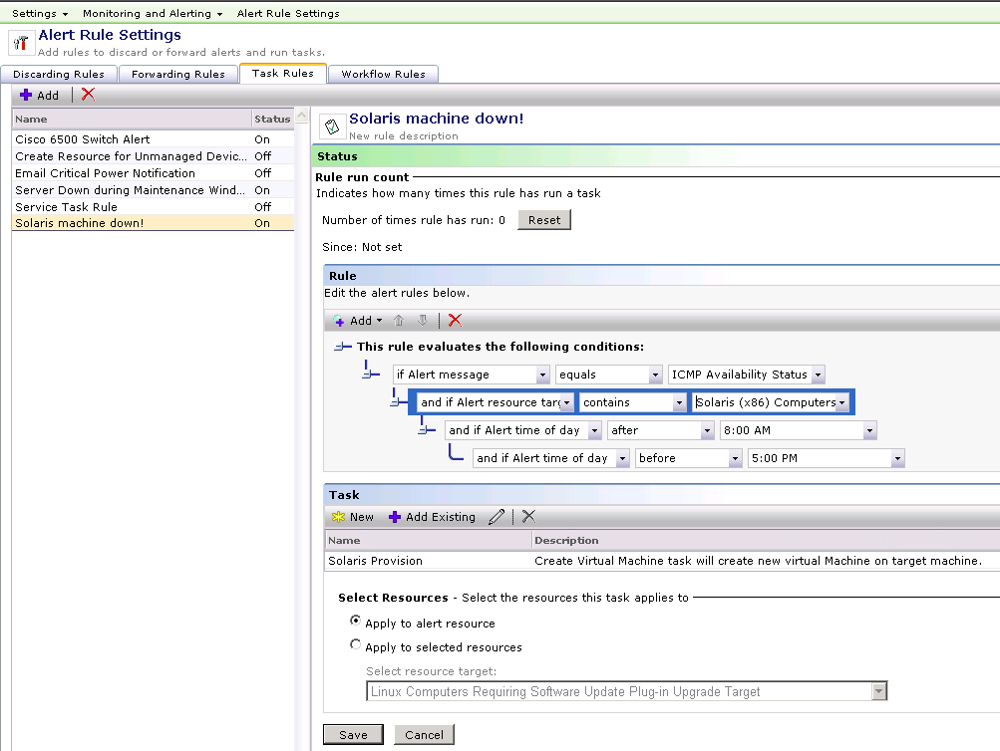 Settings Monitoring and Alerting Alert Rule Settings
Alert Rule Settings
Add rules to discard or forward alerts and run tasks.
Discarding Rules Forwarding Rules Task Rules Workflow Rules
Add
Name Status
Cisco 6500 Switch Alert On
Create Resource for Unmanaged Devic... Off
Email Critical Power Notification Off
Server Down during Maintenance Wind... On
Service Task Rule Off
Solaris machine down! On
Solaris machine down!
New rule description
Status
Rule run count
Indicates how many times this rule has run a task
Number of times rule has run: 0 Reset
Since: Not set
Rule
Edit the alert rules below.
Add
This rule evaluates the following conditions:
if Alert message equals ICMP Availability Status
and if Alert resource targ contains Solaris (x86) Computers
and if Alert time of day after 8:00 AM
and if Alert time of day before 5:00 PM
Task
New Add Existing
Name Description
Solaris Provision Create Virtual Machine task will create new virtual Machine on target machine.
Select Resources - Select the resources this task applies to
Apply to alert resource
Apply to selected resources
Select resource target:
Linux Computers Requiring Software Update Plug-in Upgrade Target
Save Cancel